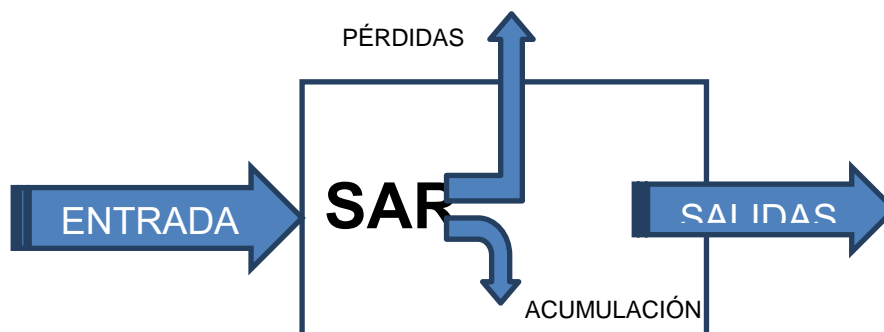 PÉRDIDAS
SAR
ENTRADA
SALIDAS
ACUMULACIÓN